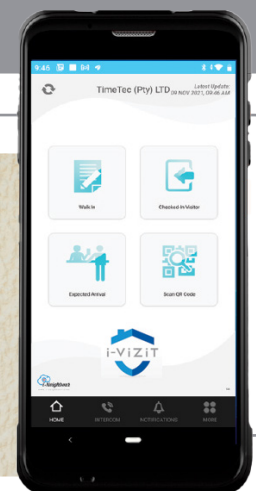 9:46
TimeTec (Pty) LTD
Latest Update:
09 NOV 2021, 09:46 AM
Walk In
Checked-In Visitor
Expected Arrival
Scan QR Code
i-ViZiT
HOME
INTERCOM
NOTIFICATIONS
MORE